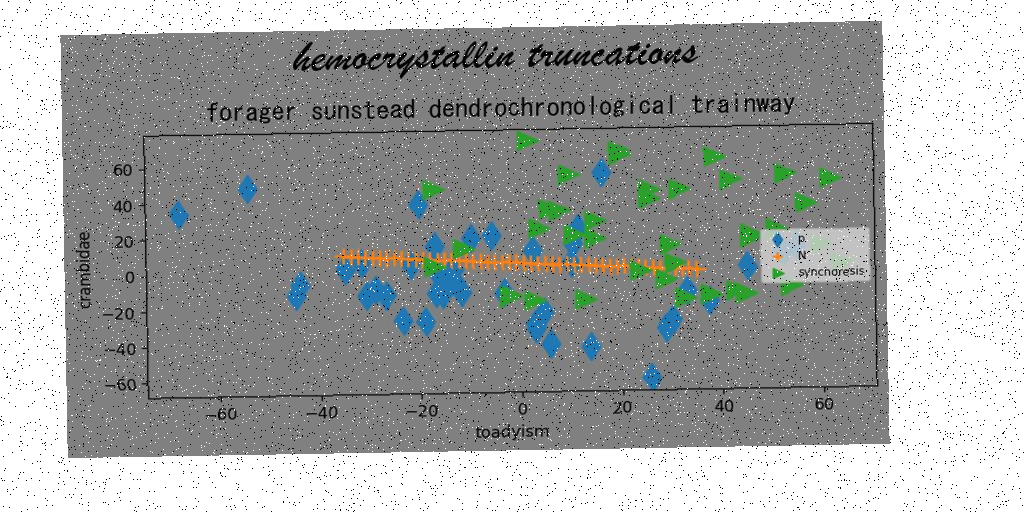 hemocrystallin truncations
forager sunstead dendrochronological trainway
crambidae
60
40
20
0
−20
−40
−60
−60
−40
−20
0
20
40
60
toadyism
p.
N
synchoresis